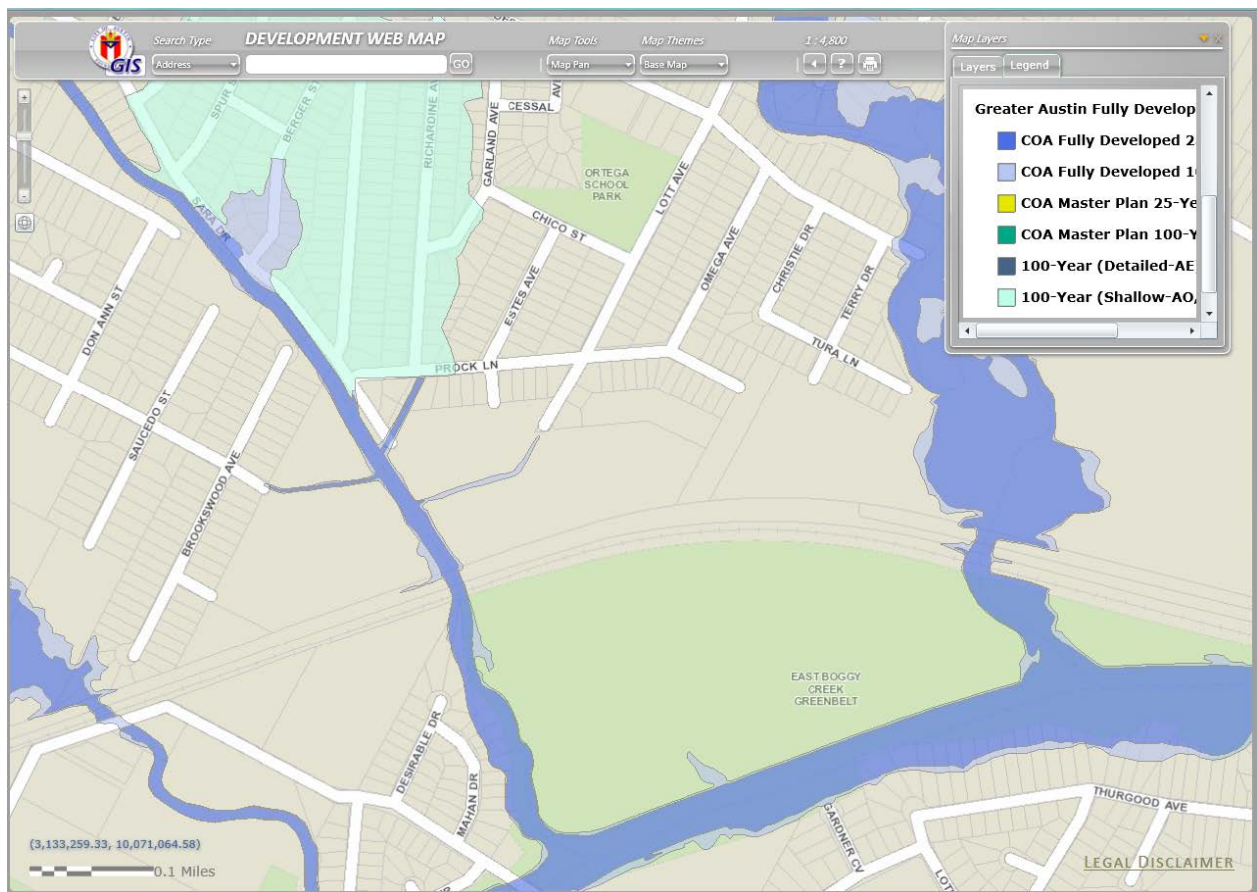 Search Type
DEVELOPMENT WEB MAP
Map Tools
Map Themes
1:4,800
GIS
Address
GO
Map Pan
Base Map
?
Map Layers
Layers
Legend
Greater Austin Fully Develop
COA Fully Developed 2
COA Fully Developed 1
COA Master Plan 25-Ye
COA Master Plan 100-Y
100-Year (Detailed-AE
100-Year (Shallow-AO,
SPUR
BERGER ST
RICHARDINE AV
GARLAND AVE
CESSAL
AV
ORTEGA
SCHOOL
PARK
LOTT AVE
SARA DR
CHICO ST
OMEGA AVE
CHRISTIE DR
TERRY DR
ESTES AVE
DON ANN ST
PROCK LN
TURA LN
SAUCEDO ST
BROOKSWOOD AVE
EAST BOGGY
CREEK
GREENBELT
DESIRABLE DR
MAHAN DR
GARDNER CV
THURGOOD AVE
LOT
(3,133,259.33, 10,071,064.58)
0.1 Miles
LEGAL DISCLAIMER